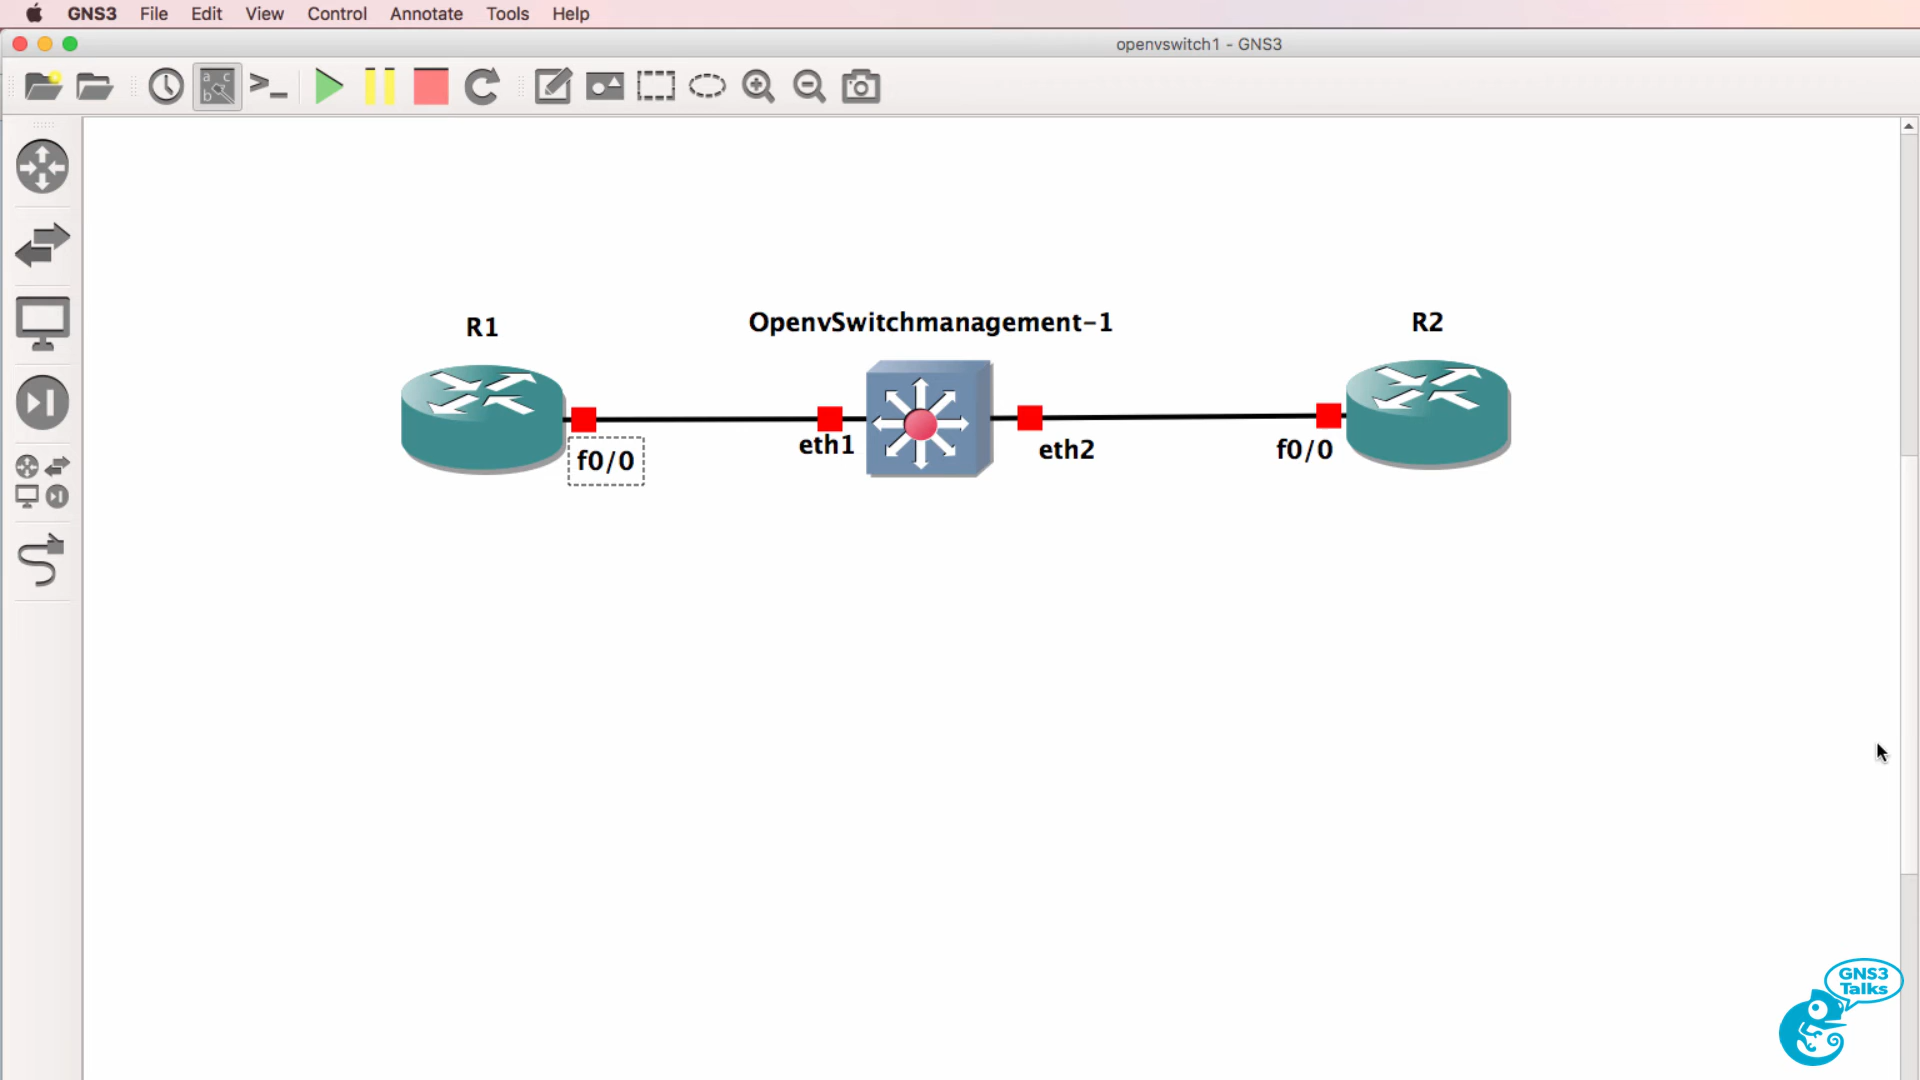 GNS3 File Edit View Control Annotate Tools Help
openvswitch1 - GNS3
a c
b
>_
R1
OpenvSwitchmanagement-1
R2
f0/0
eth1
eth2
f0/0
GNS3
Talks